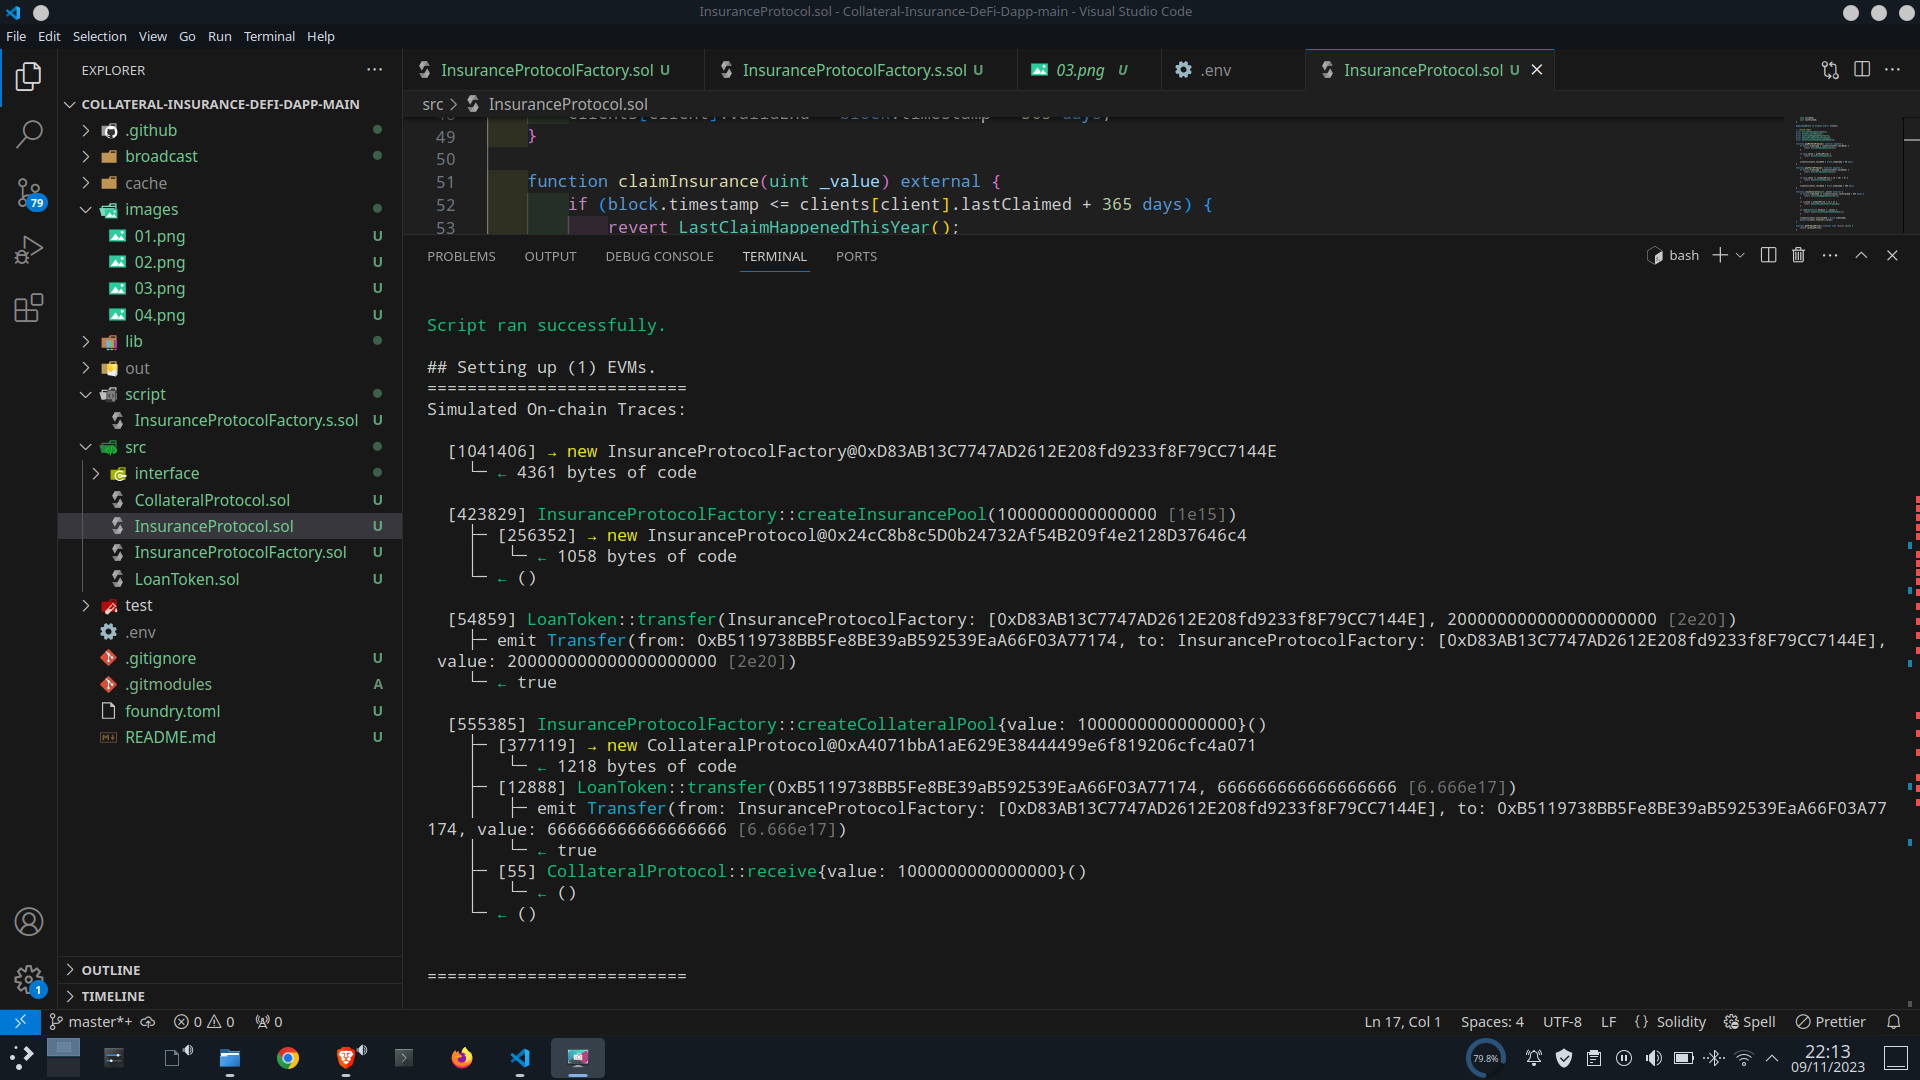 InsuranceProtocol.sol - Collateral-Insurance-DeFi-Dapp-main - Visual Studio Code
File Edit Selection View Go Run Terminal Help
EXPLORER
COLLATERAL-INSURANCE-DEFI-DAPP-MAIN
.github
broadcast
cache
images
01.png U
02.png U
03.png U
04.png U
lib
out
script
InsuranceProtocolFactory.s.sol U
src
interface
CollateralProtocol.sol U
InsuranceProtocol.sol U
InsuranceProtocolFactory.sol U
LoanToken.sol U
test
.env
.gitignore U
.gitmodules A
foundry.toml U
README.md U
OUTLINE
TIMELINE
79
1
InsuranceProtocolFactory.sol U InsuranceProtocolFactory.s.sol U 03.png U .env InsuranceProtocol.sol U
src > InsuranceProtocol.sol
49 }
50
51 function claimInsurance(uint _value) external {
52 if (block.timestamp <= clients[client].lastClaimed + 365 days) {
53 revert LastClaimHappenedThisYear();
PROBLEMS OUTPUT DEBUG CONSOLE TERMINAL PORTS bash
Script ran successfully.
## Setting up (1) EVMs.
==========================
Simulated On-chain Traces:
[1041406] → new InsuranceProtocolFactory@0xD83AB13C7747AD2612E208fd9233f8F79CC7144E
└─ ← 4361 bytes of code
[423829] InsuranceProtocolFactory::createInsurancePool(1000000000000000 [1e15])
├─ [256352] → new InsuranceProtocol@0x24cC8b8c5D0b24732Af54B209f4e2128D37646c4
│ └─ ← 1058 bytes of code
└─ ← ()
[54859] LoanToken::transfer(InsuranceProtocolFactory: [0xD83AB13C7747AD2612E208fd9233f8F79CC7144E], 200000000000000000000 [2e20])
├─ emit Transfer(from: 0xB5119738BB5Fe8BE39aB592539EaA66F03A77174, to: InsuranceProtocolFactory: [0xD83AB13C7747AD2612E208fd9233f8F79CC7144E],
value: 200000000000000000000 [2e20])
└─ ← true
[555385] InsuranceProtocolFactory::createCollateralPool{value: 1000000000000000}()
├─ [377119] → new CollateralProtocol@0xA4071bbA1aE629E38444499e6f819206cfc4a071
│ └─ ← 1218 bytes of code
├─ [12888] LoanToken::transfer(0xB5119738BB5Fe8BE39aB592539EaA66F03A77174, 666666666666666666 [6.666e17])
│ ├─ emit Transfer(from: InsuranceProtocolFactory: [0xD83AB13C7747AD2612E208fd9233f8F79CC7144E], to: 0xB5119738BB5Fe8BE39aB592539EaA66F03A77
174, value: 666666666666666666 [6.666e17])
│ └─ ← true
├─ [55] CollateralProtocol::receive{value: 1000000000000000}()
│ └─ ← ()
└─ ← ()
==========================
master*+ 0 0 0 Ln 17, Col 1 Spaces: 4 UTF-8 LF {} Solidity Spell Prettier
79.8% 22:13
09/11/2023